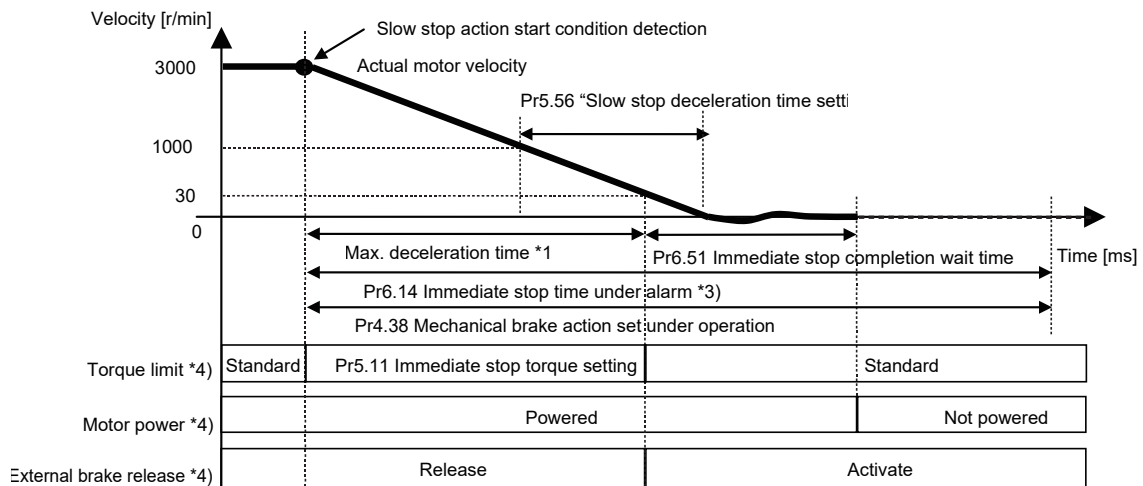 Velocity [r/min]
Slow stop action start condition detection
3000
Actual motor velocity
Pr5.56 “Slow stop deceleration time setti
1000
30
0
Max. deceleration time *1
Pr6.51 Immediate stop completion wait time
Time [ms]
Pr6.14 Immediate stop time under alarm *3)
Pr4.38 Mechanical brake action set under operation
Torque limit *4)
Standard
Pr5.11 Immediate stop torque setting
Standard
Motor power *4)
Powered
Not powered
External brake release *4)
Release
Activate